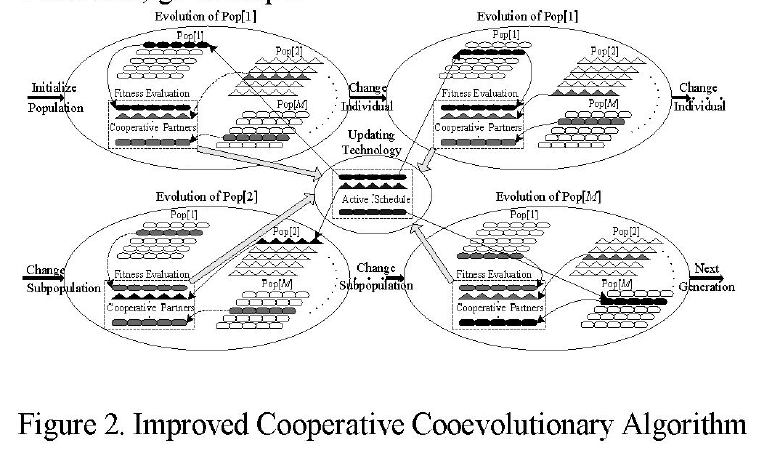 Evolution of Pop[1]
Evolution of Pop[1]
Pop[1]
Pop[2]
Pop[M]
Initialize
Population
Fitness Evaluation
Cooperative Partners
Change
Individual
Pop[1]
Pop[2]
Pop[M]
Fitness Evaluation
Cooperative Partners
Change
Individual
Updating
Technology
Active Schedule
Evolution of Pop[2]
Evolution of Pop[M]
Pop[1]
Pop[2]
Change
Subpopulation
Fitness Evaluation
Cooperative Partners
Change
Subpopulation
Pop[1]
Pop[2]
Pop[M]
Fitness Evaluation
Cooperative Partners
Next
Generation
Figure 2. Improved Cooperative Cooevolutionary Algorithm